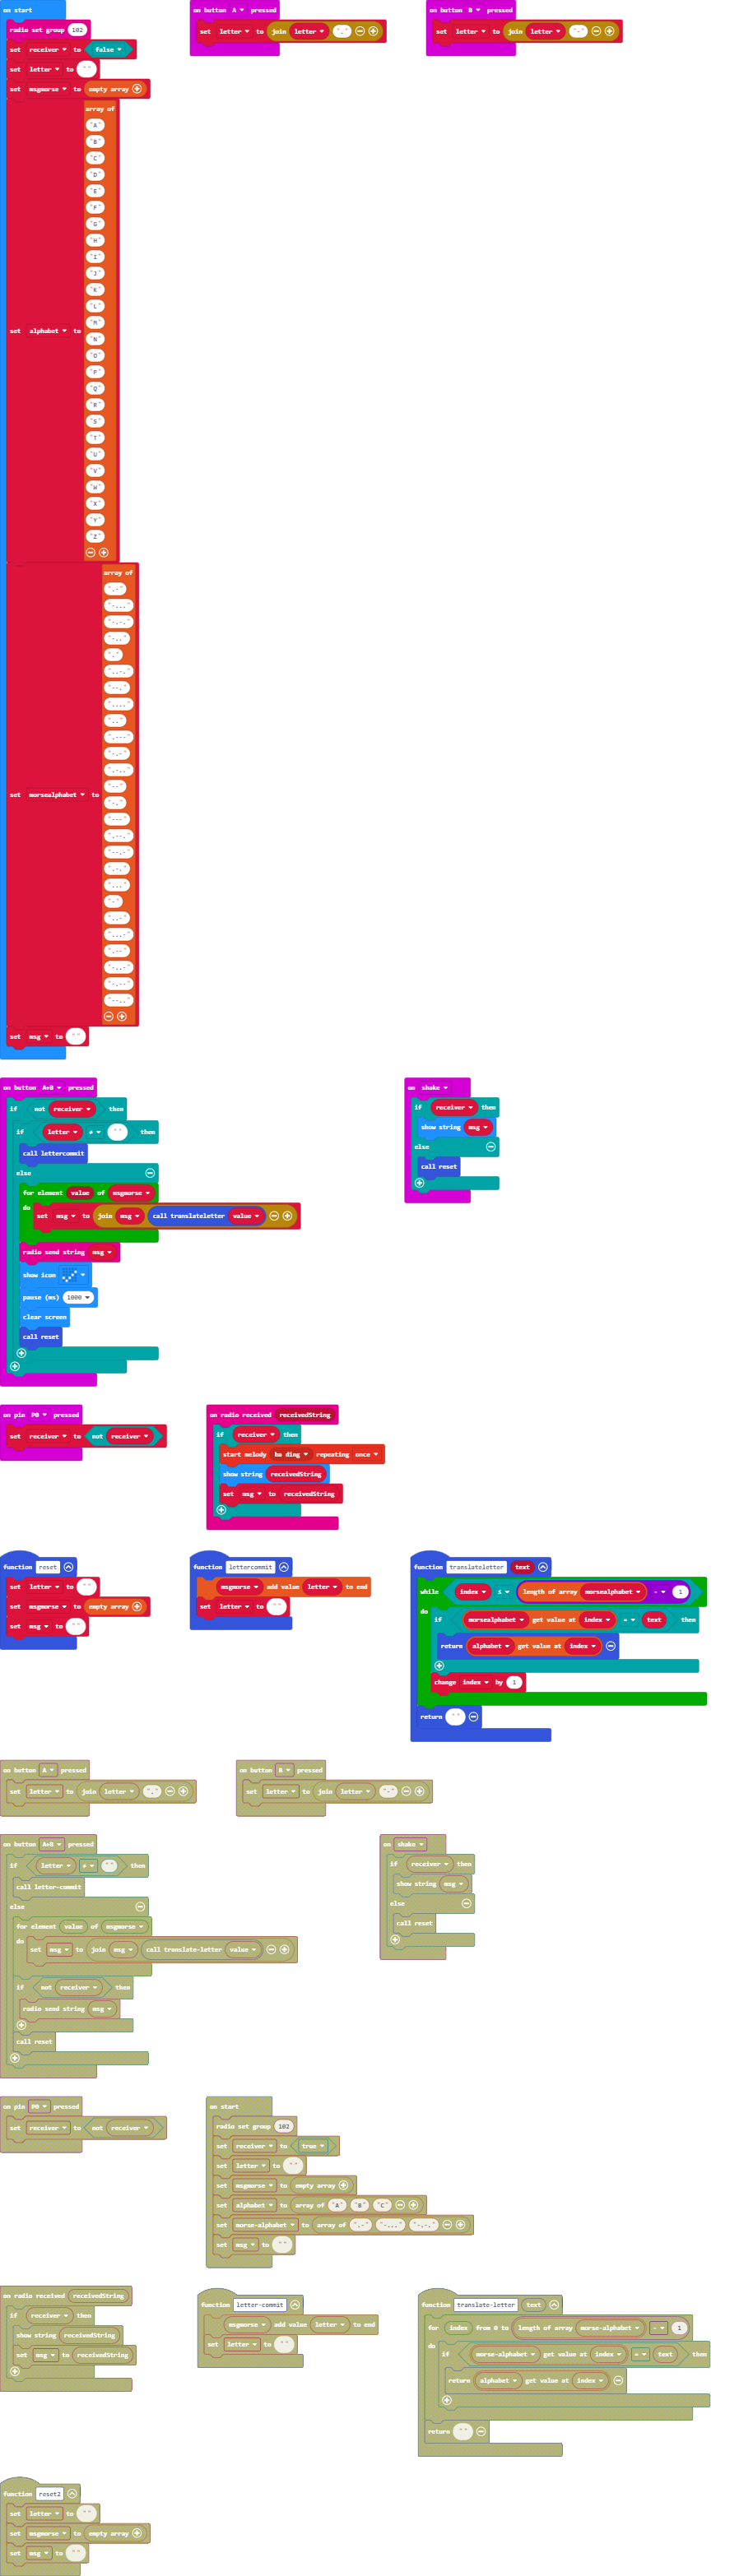 on start
radio set group 102
set receiver to false
set letter to " "
set msgmorse to empty array
set alphabet to array of
"A"
"B"
"C"
"D"
"E"
"F"
"G"
"H"
"I"
"J"
"K"
"L"
"M"
"N"
"O"
"P"
"Q"
"R"
"S"
"T"
"U"
"V"
"W"
"X"
"Y"
"Z"
set morsealphabet to array of
".-"
"-..."
"-.-."
"-.."
"."
"..-."
"--."
"...."
".."
".---"
"-.-"
".-.."
"--"
"-."
"---"
".--."
"--.-"
".-."
"..."
"-"
"..-"
"...-"
".--"
"-..-"
"-.--"
"--.."
set msg to " "
on button A pressed
set letter to join letter "."
on button B pressed
set letter to join letter "-"
on button A+B pressed
if not receiver then
if letter ≠ " " then
call lettercommit
else
for element value of msgmorse
do set msg to join msg call translateletter value
radio send string msg
show icon
pause (ms) 1000
clear screen
call reset
on shake
if receiver then
show string msg
else
call reset
on pin P0 pressed
set receiver to not receiver
on radio received receivedString
if receiver then
start melody ba ding repeating once
show string receivedString
set msg to receivedString
function reset
set letter to " "
set msgmorse to empty array
set msg to " "
function lettercommit
msgmorse add value letter to end
set letter to " "
function translateletter text
while index ≤ length of array morsealphabet - 1
do if morsealphabet get value at index = text then
return alphabet get value at index
change index by 1
return " "
on button A pressed
set letter to join letter "."
on button B pressed
set letter to join letter "-"
on button A+B pressed
if letter ≠ " " then
call letter-commit
else
for element value of msgmorse
do set msg to join msg call translate-letter value
if not receiver then
radio send string msg
call reset
on shake
if receiver then
show string msg
else
call reset
on pin P0 pressed
set receiver to not receiver
on start
radio set group 102
set receiver to true
set letter to " "
set msgmorse to empty array
set alphabet to array of "A" "B" "C"
set morse-alphabet to array of ".-" "-..." "-.-."
set msg to " "
on radio received receivedString
if receiver then
show string receivedString
set msg to receivedString
function letter-commit
msgmorse add value letter to end
set letter to " "
function translate-letter text
for index from 0 to length of array morse-alphabet - 1
do if morse-alphabet get value at index = text then
return alphabet get value at index
return " "
function reset2
set letter to " "
set msgmorse to empty array
set msg to " "